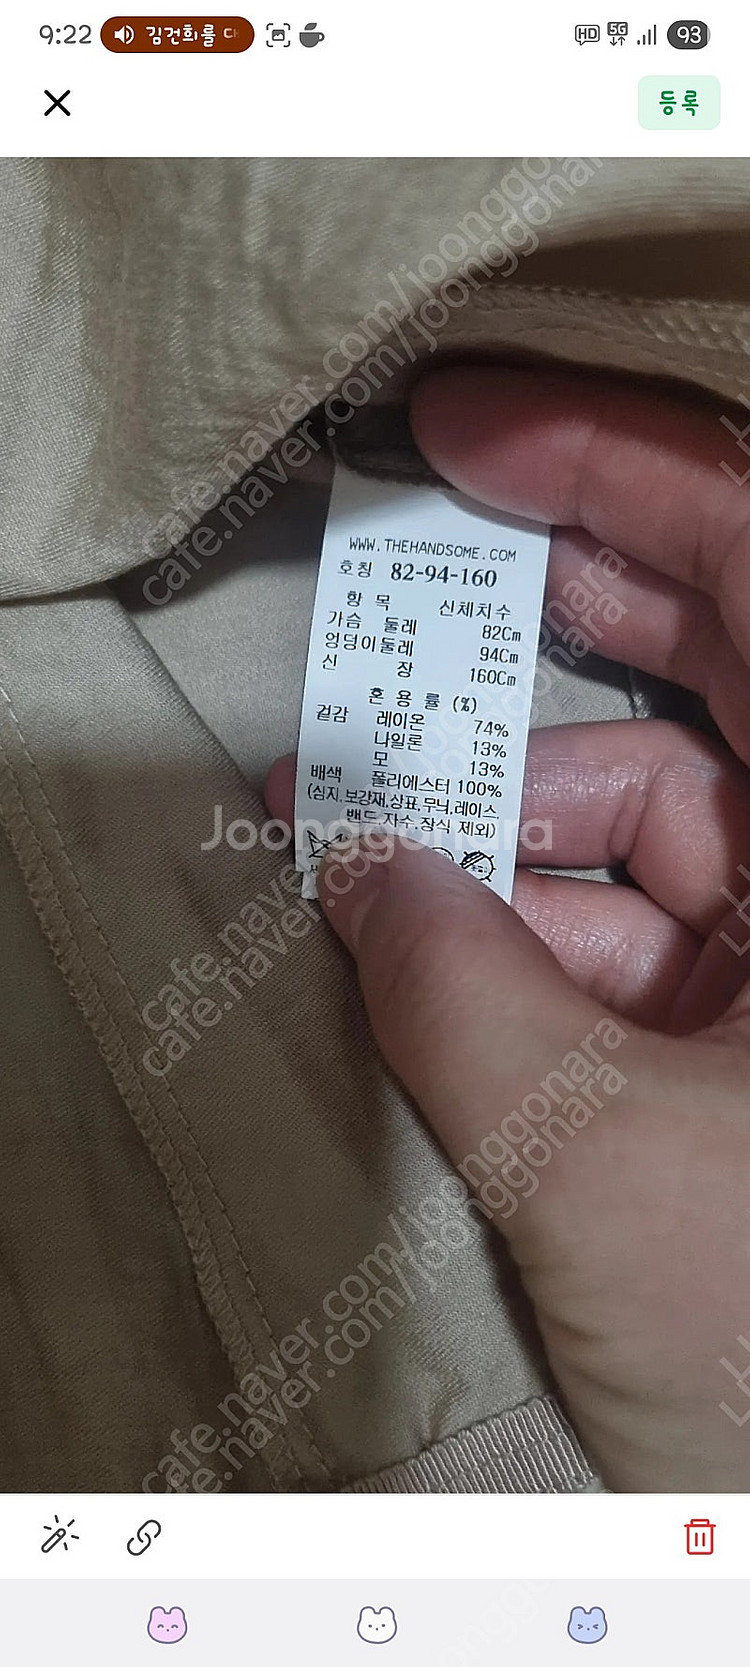 9:22 김건희를
HD 5G 93
등록
WWW.THEHANDSOME.COM
호칭 82-94-160
항 목 신체치수
가슴 둘레 82Cm
엉덩이둘레 94Cm
신 장 160Cm
혼 용 률 (%)
겉감 레이온 74%
나일론 13%
모 13%
배색 폴리에스터 100%
(심지,보강재,상표,무늬,레이스,
밴드,자수,장식 제외)
Joonggonara
cafe.naver.com/joonggonara
cafe.naver.com/joonggonara
cafe.naver.com/joonggonara
cafe.naver.com/joonggonara